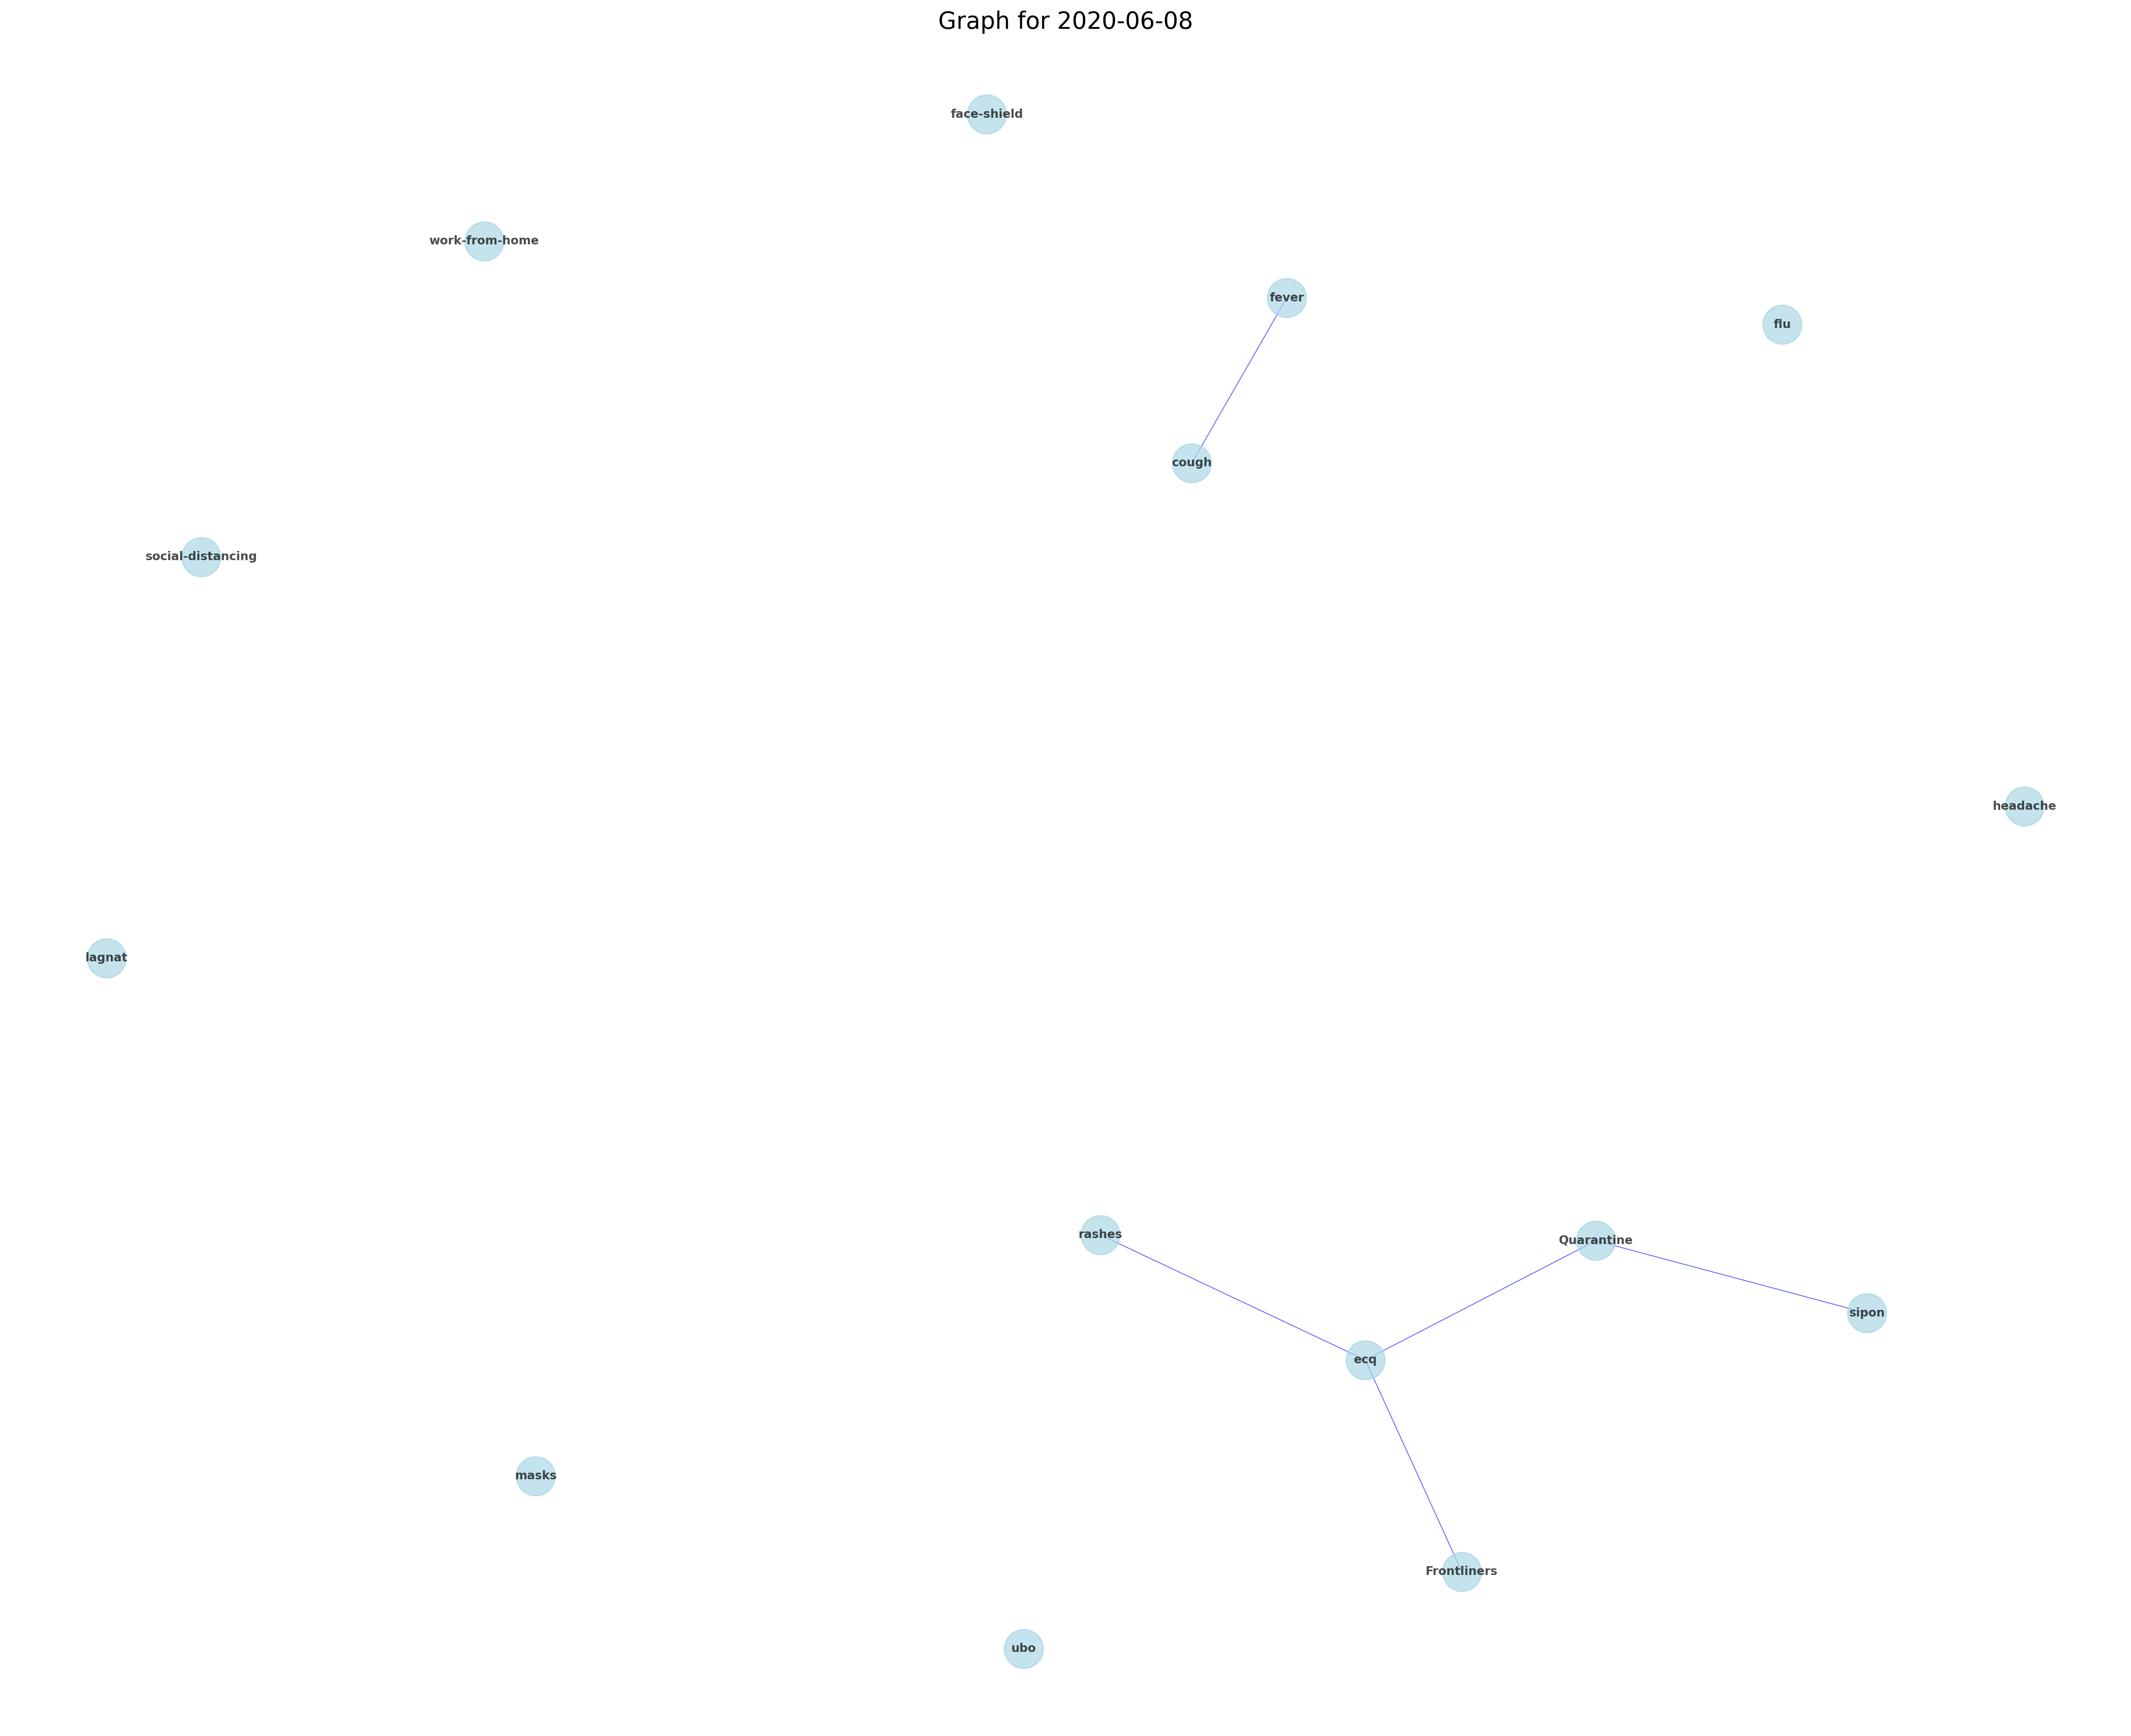 Graph for 2020-06-08
face-shield
work-from-home
fever
flu
cough
social-distancing
headache
lagnat
rashes
Quarantine
sipon
ecq
masks
Frontliners
ubo